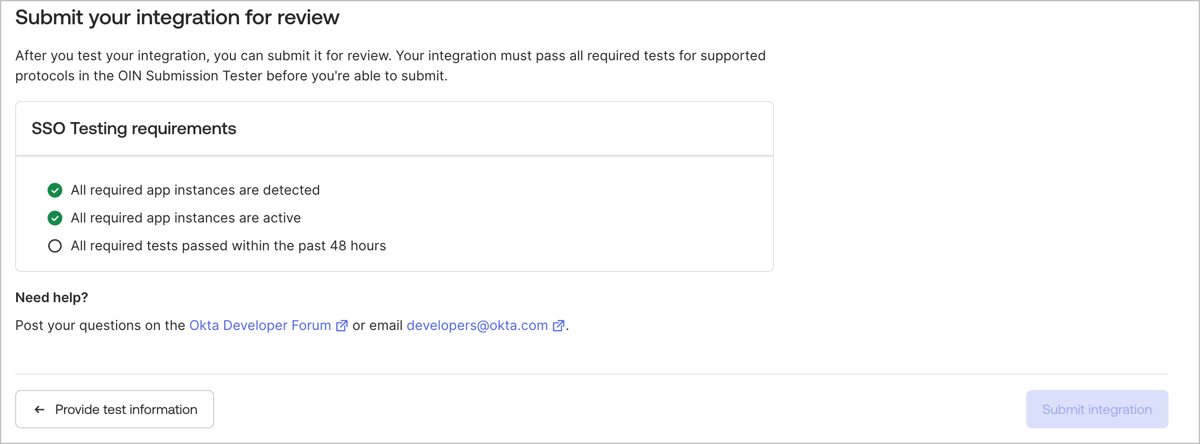 Submit your integration for review
After you test your integration, you can submit it for review. Your integration must pass all required tests for supported
protocols in the OIN Submission Tester before you're able to submit.
SSO Testing requirements
All required app instances are detected
All required app instances are active
All required tests passed within the past 48 hours
Need help?
Post your questions on the Okta Developer Forum or email developers@okta.com.
Provide test information
Submit integration